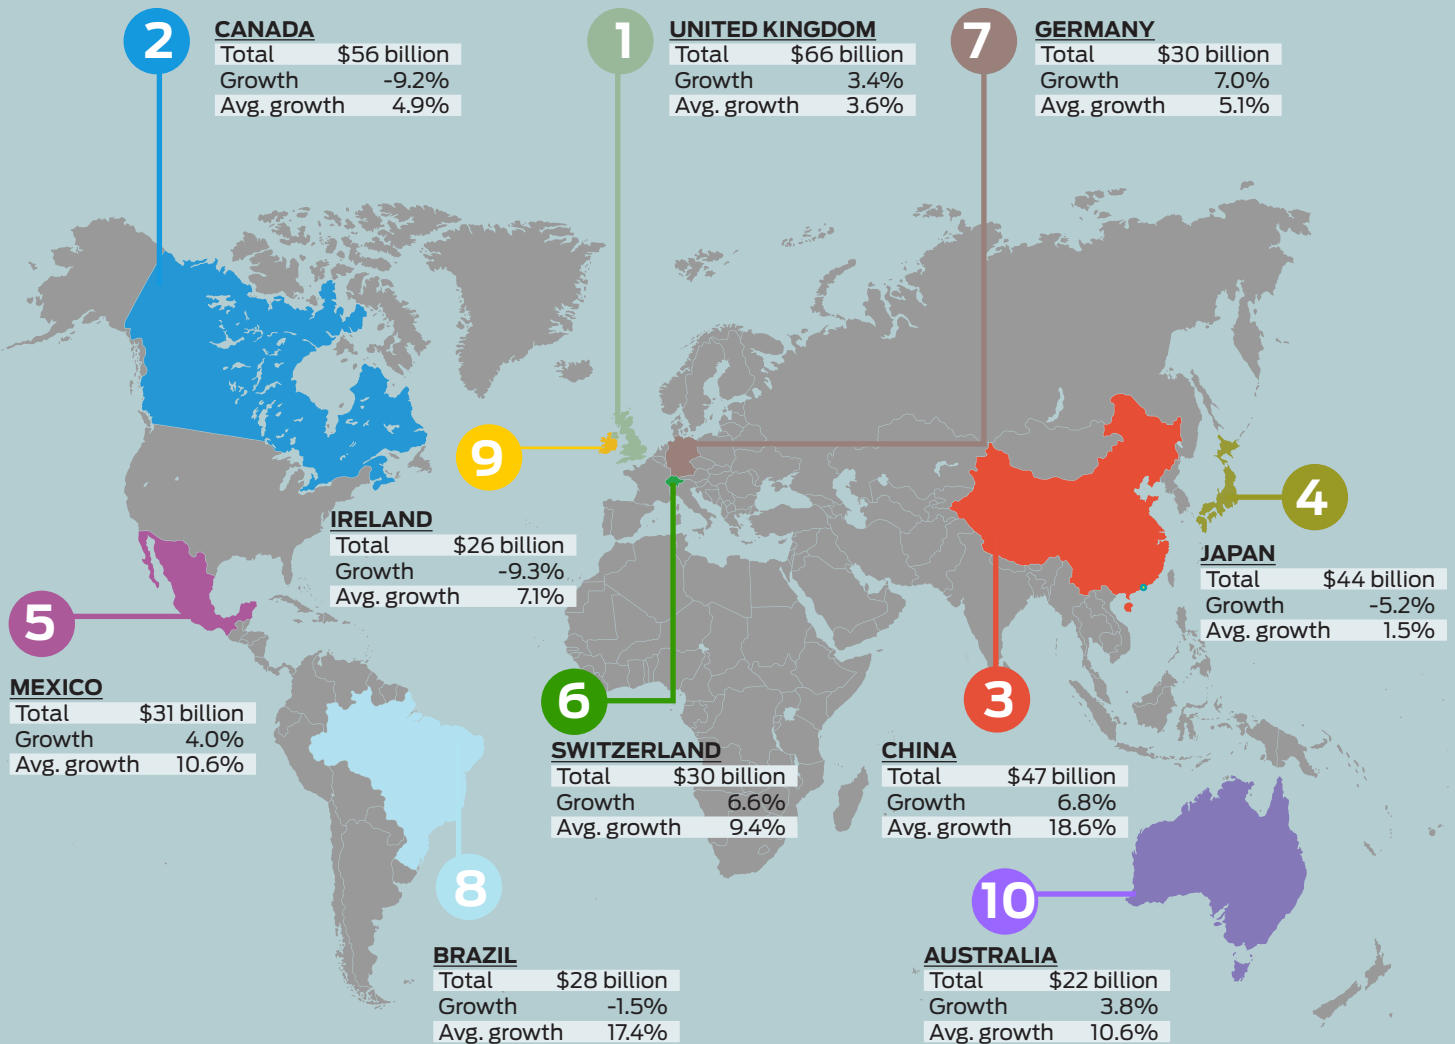 2
CANADA
Total $56 billion
Growth -9.2%
Avg. growth 4.9%
1
UNITED KINGDOM
Total $66 billion
Growth 3.4%
Avg. growth 3.6%
7
GERMANY
Total $30 billion
Growth 7.0%
Avg. growth 5.1%
9
IRELAND
Total $26 billion
Growth -9.3%
Avg. growth 7.1%
4
JAPAN
Total $44 billion
Growth -5.2%
Avg. growth 1.5%
5
MEXICO
Total $31 billion
Growth 4.0%
Avg. growth 10.6%
6
SWITZERLAND
Total $30 billion
Growth 6.6%
Avg. growth 9.4%
3
CHINA
Total $47 billion
Growth 6.8%
Avg. growth 18.6%
8
BRAZIL
Total $28 billion
Growth -1.5%
Avg. growth 17.4%
10
AUSTRALIA
Total $22 billion
Growth 3.8%
Avg. growth 10.6%